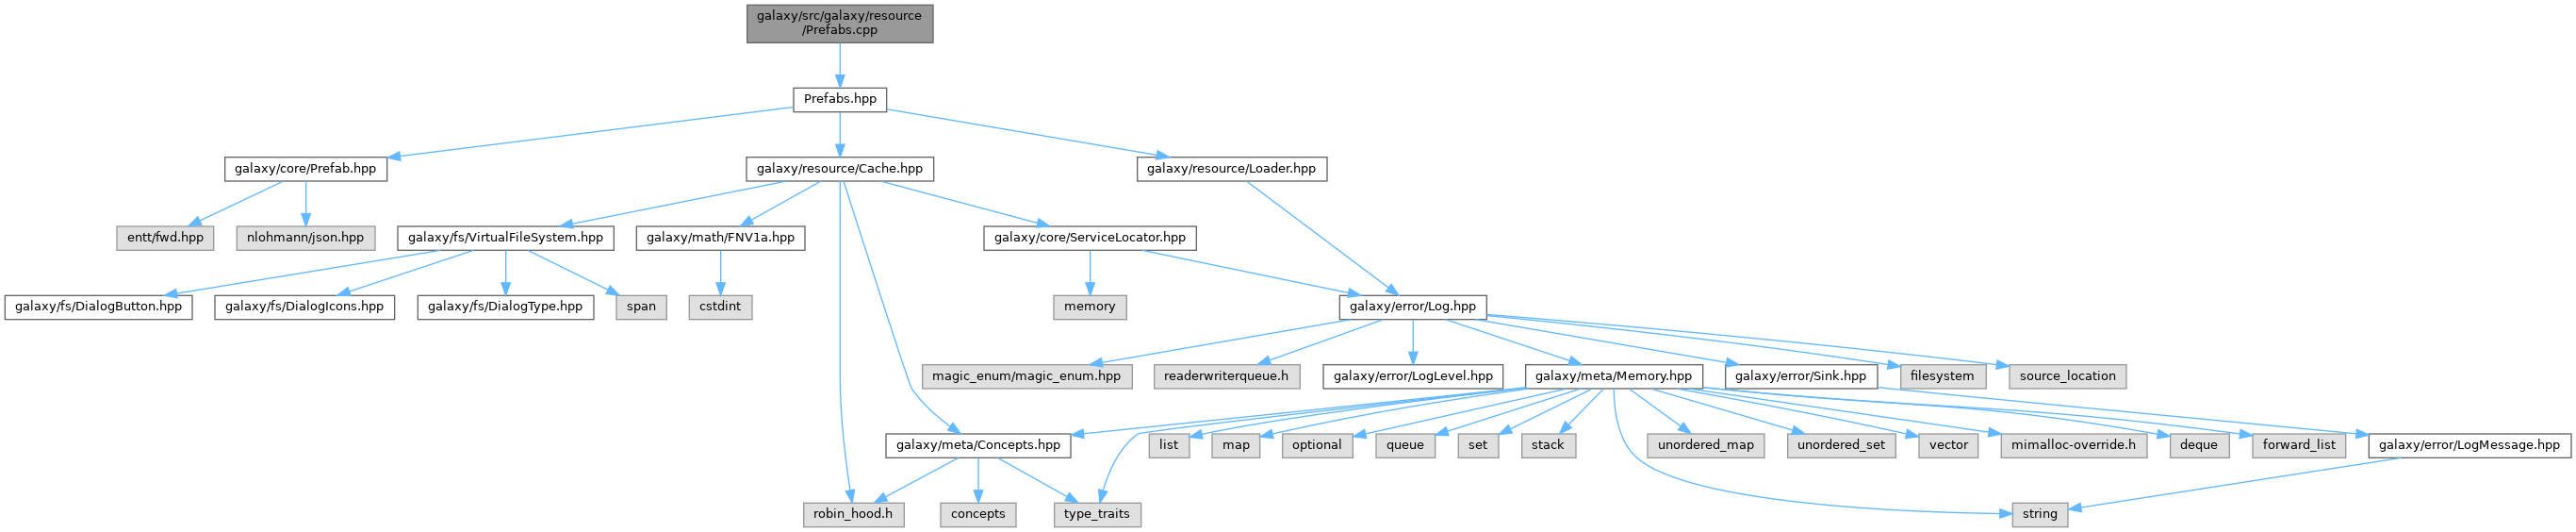 galaxy/src/galaxy/resource
/Prefabs.cpp
Prefabs.hpp
galaxy/core/Prefab.hpp
galaxy/resource/Cache.hpp
galaxy/resource/Loader.hpp
entt/fwd.hpp
nlohmann/json.hpp
galaxy/fs/VirtualFileSystem.hpp
galaxy/math/FNV1a.hpp
galaxy/core/ServiceLocator.hpp
galaxy/fs/DialogButton.hpp
galaxy/fs/DialogIcons.hpp
galaxy/fs/DialogType.hpp
span
cstdint
memory
galaxy/error/Log.hpp
magic_enum/magic_enum.hpp
readerwriterqueue.h
galaxy/error/LogLevel.hpp
galaxy/meta/Memory.hpp
galaxy/error/Sink.hpp
filesystem
source_location
galaxy/meta/Concepts.hpp
list
map
optional
queue
set
stack
unordered_map
unordered_set
vector
mimalloc-override.h
deque
forward_list
galaxy/error/LogMessage.hpp
robin_hood.h
concepts
type_traits
string